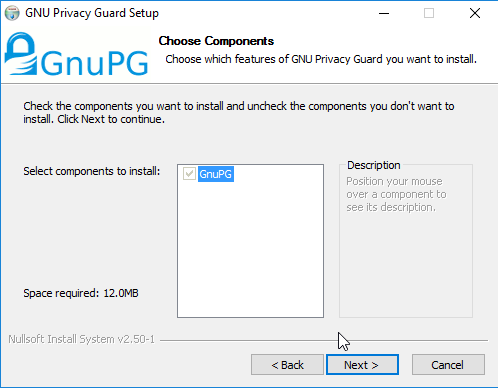 GNU Privacy Guard Setup
GnuPG
Choose Components
Choose which features of GNU Privacy Guard you want to install.
Check the components you want to install and uncheck the components you don't want to
install. Click Next to continue.
Select components to install:
GnuPG
Description
Position your mouse
over a component to
see its description.
Space required: 12.0MB
Nullsoft Install System v2.50-1
< Back
Next >
Cancel